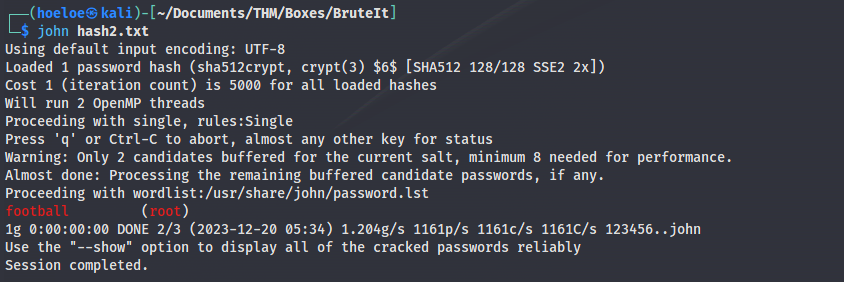 ┌──(hoeloe㉿kali)-[~/Documents/THM/Boxes/BruteIt]
└─$ john hash2.txt
Using default input encoding: UTF-8
Loaded 1 password hash (sha512crypt, crypt(3) $6$ [SHA512 128/128 SSE2 2x])
Cost 1 (iteration count) is 5000 for all loaded hashes
Will run 2 OpenMP threads
Proceeding with single, rules:Single
Press 'q' or Ctrl-C to abort, almost any other key for status
Warning: Only 2 candidates buffered for the current salt, minimum 8 needed for performance.
Almost done: Processing the remaining buffered candidate passwords, if any.
Proceeding with wordlist:/usr/share/john/password.lst
football         (root)
1g 0:00:00:00 DONE 2/3 (2023-12-20 05:34) 1.204g/s 1161p/s 1161c/s 1161C/s 123456..john
Use the "--show" option to display all of the cracked passwords reliably
Session completed.